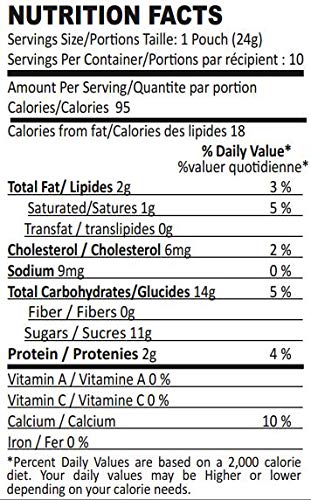 NUTRITION FACTS
Servings Size/Portions Taille: 1 Pouch (24g)
Servings Per Container/Portions par récipient : 10
Amount Per Serving/Quantite par portion
Calories/Calories 95
Calories from fat/Calories des lipides 18
% Daily Value*
%valuer quotidienne*
Total Fat/ Lipides 2g 3 %
Saturated/Satures 1g 5 %
Transfat / translipides 0g
Cholesterol / Cholesterol 6mg 2 %
Sodium 9mg 0 %
Total Carbohydrates/Glucides 14g 5 %
Fiber / Fibers 0g
Sugars / Sucres 11g
Protein / Protenies 2g 4 %
Vitamin A / Vitamine A 0 %
Vitamin C / Vitamine C 0 %
Calcium / Calcium 10 %
Iron / Fer 0 %
*Percent Daily Values are based on a 2,000 calorie
diet. Your daily values may be Higher or lower
depending on your calorie needs.